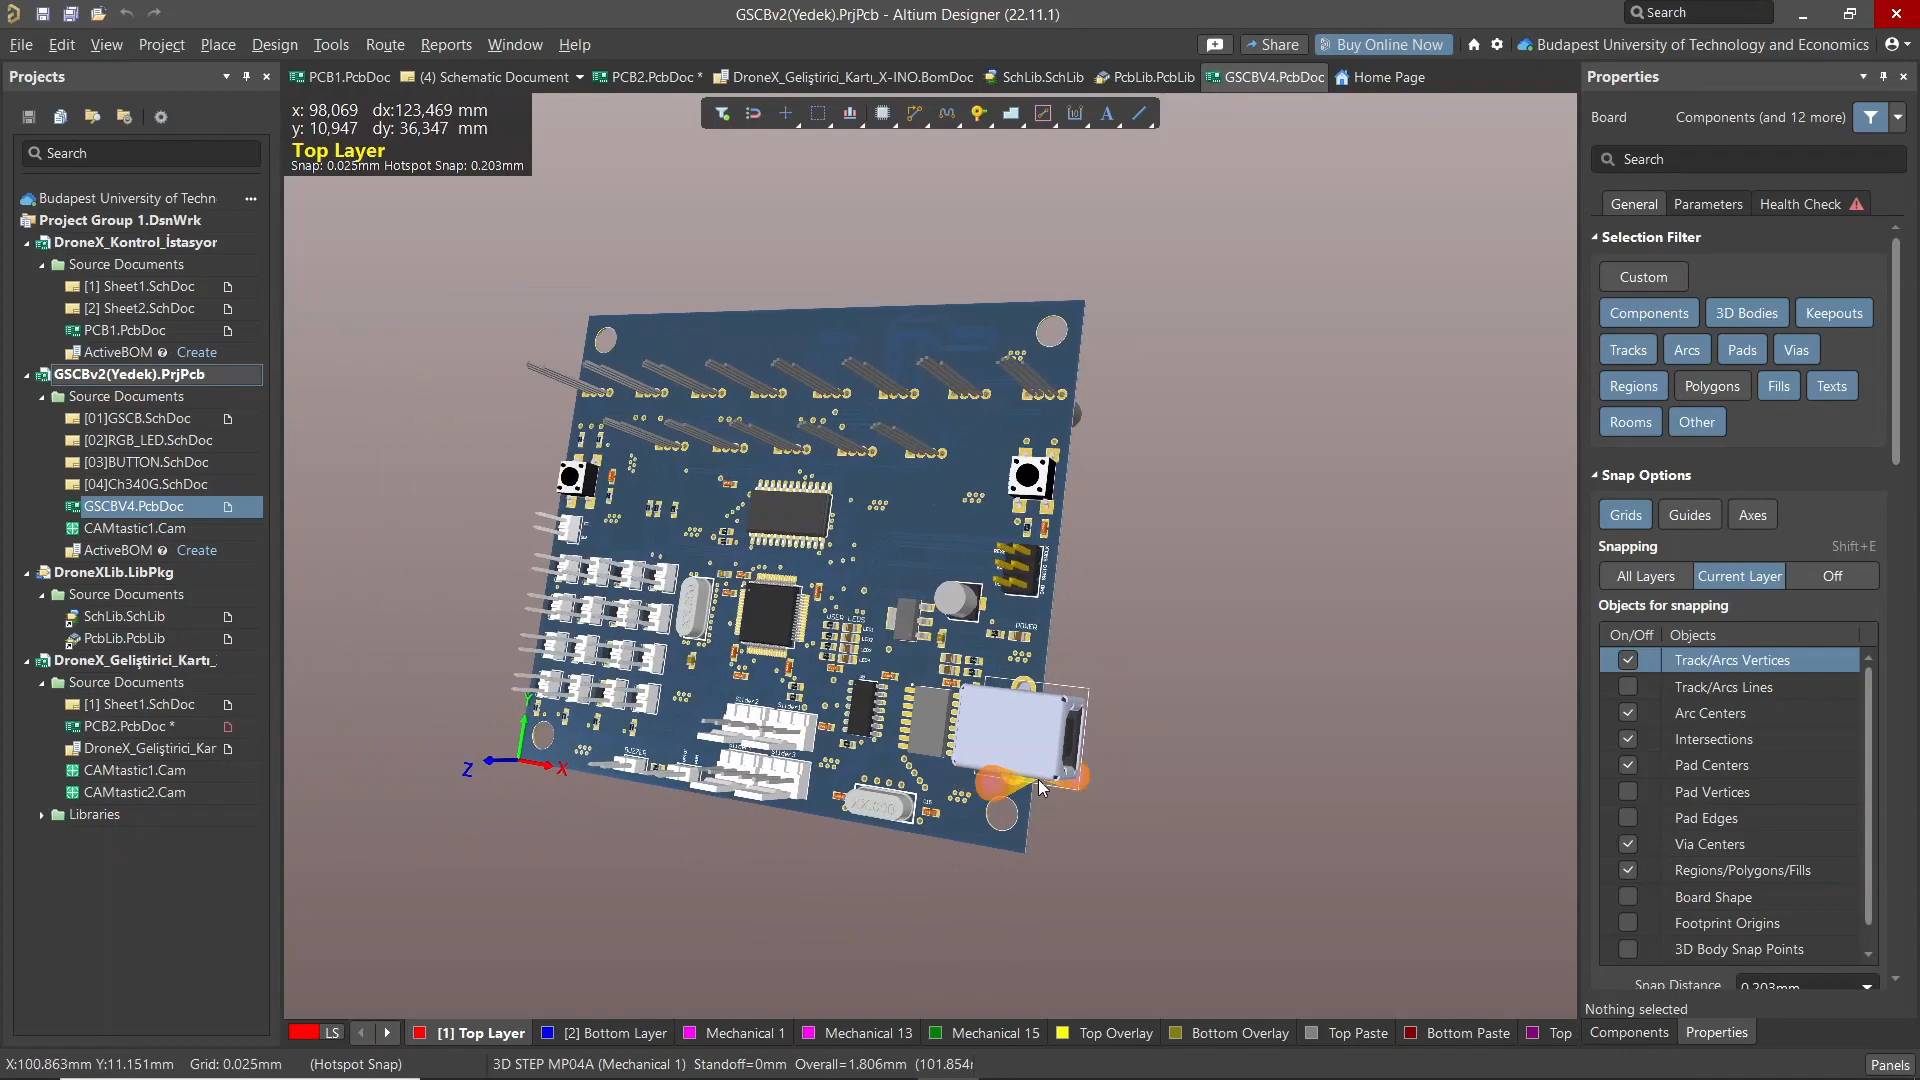 GSCBv2(Yedek).PrjPcb - Altium Designer (22.11.1)
Search
File Edit View Project Place Design Tools Route Reports Window Help
Share
Buy Online Now
Budapest University of Technology and Economics
Projects
PCB1.PcbDoc
(4) Schematic Document
PCB2.PcbDoc *
DroneX_Geliştirici_Kartı_X-INO.BomDoc
SchLib.SchLib
PcbLib.PcbLib
GSCBV4.PcbDoc
Home Page
Properties
x: 98,069 dx:123,469 mm
y: 10,947 dy: 36,347 mm
Top Layer
Snap: 0.025mm Hotspot Snap: 0.203mm
Board
Components (and 12 more)
Search
Search
Budapest University of Techn
Project Group 1.DsnWrk
DroneX_Kontrol_İstasyor
Source Documents
[1] Sheet1.SchDoc
[2] Sheet2.SchDoc
PCB1.PcbDoc
ActiveBOM Create
GSCBv2(Yedek).PrjPcb
Source Documents
[01]GSCB.SchDoc
[02]RGB_LED.SchDoc
[03]BUTTON.SchDoc
[04]Ch340G.SchDoc
GSCBV4.PcbDoc
CAMtastic1.Cam
ActiveBOM Create
DroneXLib.LibPkg
Source Documents
SchLib.SchLib
PcbLib.PcbLib
DroneX_Geliştirici_Kartı_
Source Documents
[1] Sheet1.SchDoc
PCB2.PcbDoc *
DroneX_Geliştirici_Kar
CAMtastic1.Cam
CAMtastic2.Cam
Libraries
USER LEDS
POWER
Slider2
Slider1
Z
Y
X
General Parameters Health Check
Selection Filter
Custom
Components 3D Bodies Keepouts
Tracks Arcs Pads Vias
Regions Polygons Fills Texts
Rooms Other
Snap Options
Grids Guides Axes
Snapping Shift+E
All Layers Current Layer Off
Objects for snapping
On/Off Objects
Track/Arcs Vertices
Track/Arcs Lines
Arc Centers
Intersections
Pad Centers
Pad Vertices
Pad Edges
Via Centers
Regions/Polygons/Fills
Board Shape
Footprint Origins
3D Body Snap Points
Snap Distance 0.203mm
Nothing selected
Components Properties
LS
[1] Top Layer
[2] Bottom Layer
Mechanical 1
Mechanical 13
Mechanical 15
Top Overlay
Bottom Overlay
Top Paste
Bottom Paste
Top
X:100.863mm Y:11.151mm Grid: 0.025mm (Hotspot Snap)
3D STEP MP04A (Mechanical 1) Standoff=0mm Overall=1.806mm (101.854r
Panels